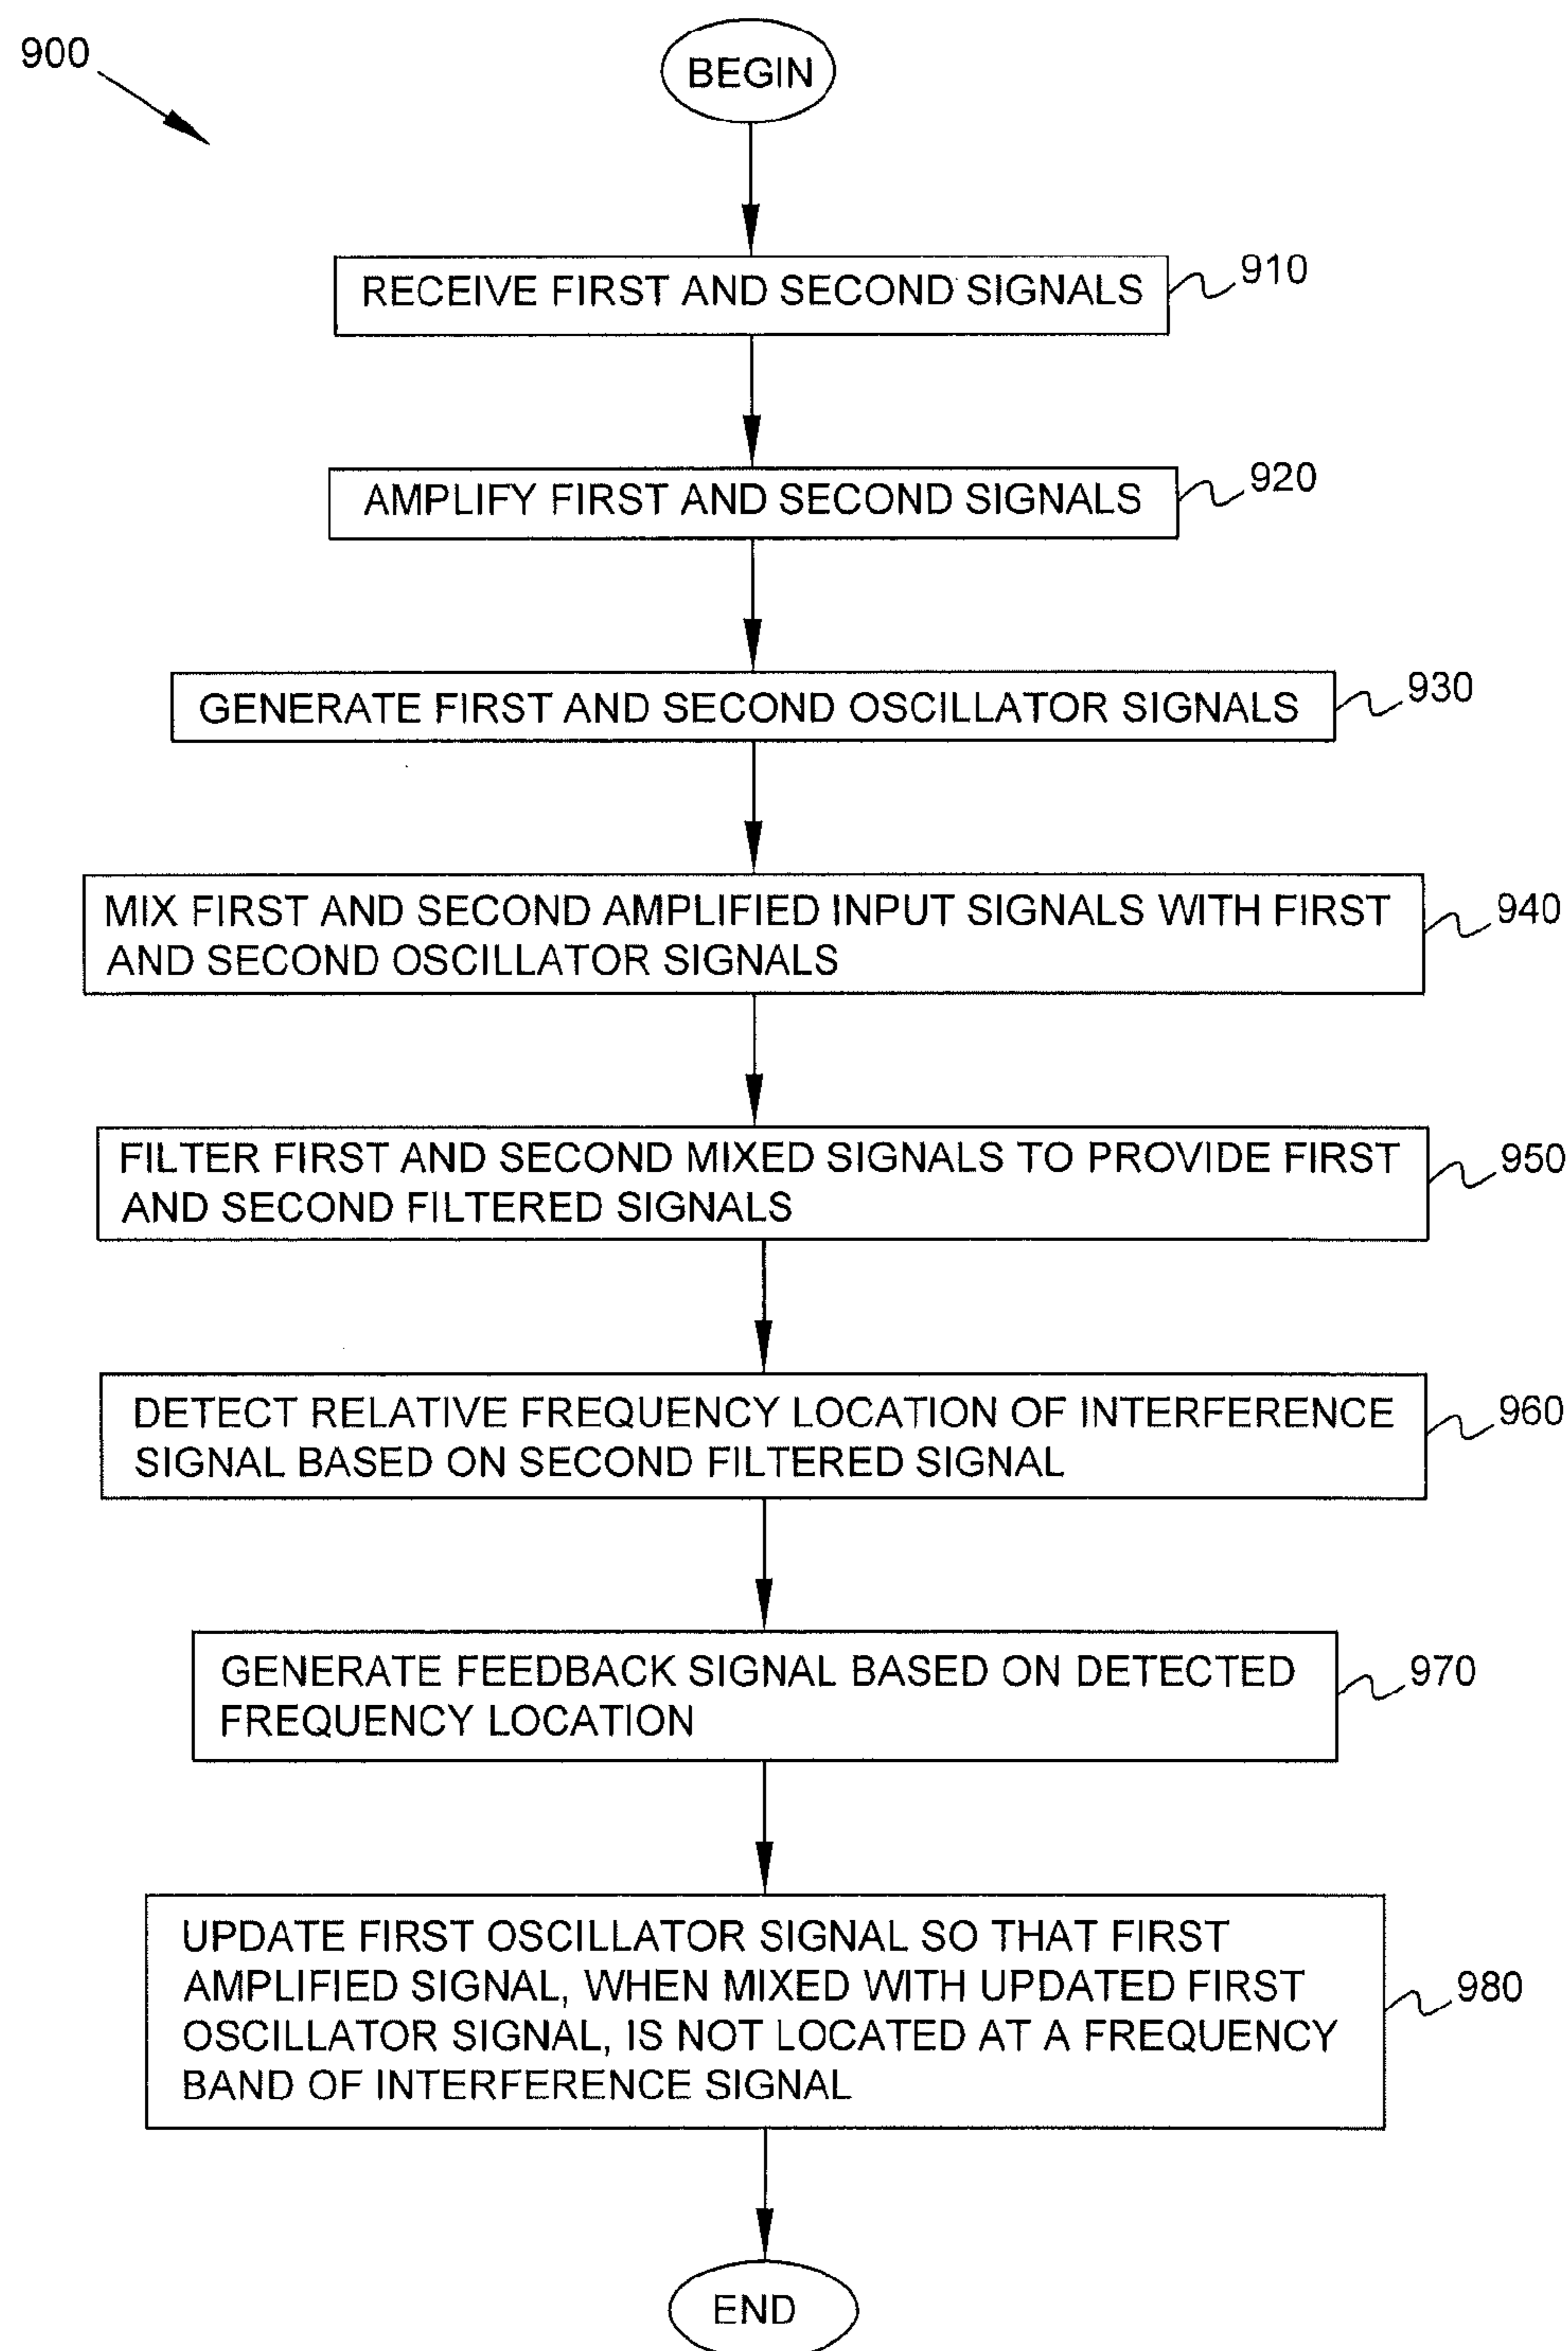 900
BEGIN
RECEIVE FIRST AND SECOND SIGNALS
910
AMPLIFY FIRST AND SECOND SIGNALS
920
GENERATE FIRST AND SECOND OSCILLATOR SIGNALS
930
MIX FIRST AND SECOND AMPLIFIED INPUT SIGNALS WITH FIRST
AND SECOND OSCILLATOR SIGNALS
940
FILTER FIRST AND SECOND MIXED SIGNALS TO PROVIDE FIRST
AND SECOND FILTERED SIGNALS
950
DETECT RELATIVE FREQUENCY LOCATION OF INTERFERENCE
SIGNAL BASED ON SECOND FILTERED SIGNAL
960
GENERATE FEEDBACK SIGNAL BASED ON DETECTED
FREQUENCY LOCATION
970
UPDATE FIRST OSCILLATOR SIGNAL SO THAT FIRST
AMPLIFIED SIGNAL, WHEN MIXED WITH UPDATED FIRST
OSCILLATOR SIGNAL, IS NOT LOCATED AT A FREQUENCY
BAND OF INTERFERENCE SIGNAL
980
END